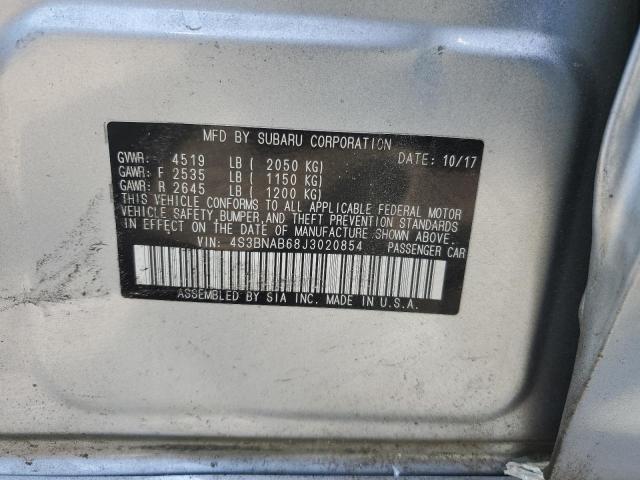 MFD BY SUBARU CORPORATION
GVWR: 4519 LB ( 2050 KG) DATE: 10/17
GAWR: F 2535 LB ( 1150 KG)
GAWR: R 2645 LB ( 1200 KG)
THIS VEHICLE CONFORMS TO ALL APPLICABLE FEDERAL MOTOR
VEHICLE SAFETY, BUMPER, AND THEFT PREVENTION STANDARDS
IN EFFECT ON THE DATE OF MANUFACTURE SHOWN ABOVE.
VIN: 4S3BNAB68J3020854 PASSENGER CAR
ASSEMBLED BY SIA INC. MADE IN U.S.A.